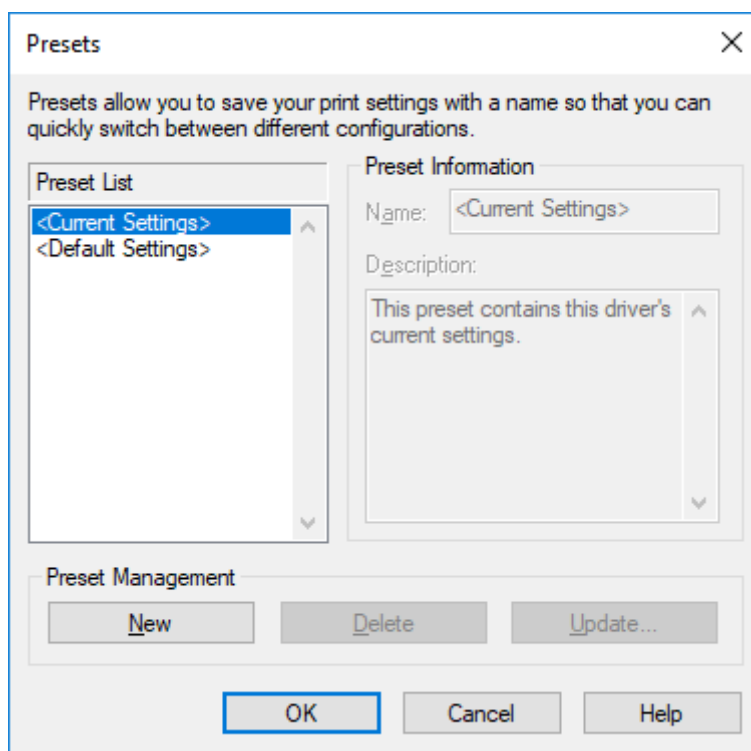 Presets
Presets allow you to save your print settings with a name so that you can
quickly switch between different configurations.
Preset List
<Current Settings>
<Default Settings>
Preset Information
Name: <Current Settings>
Description:
This preset contains this driver's
current settings.
Preset Management
New Delete Update...
OK Cancel Help